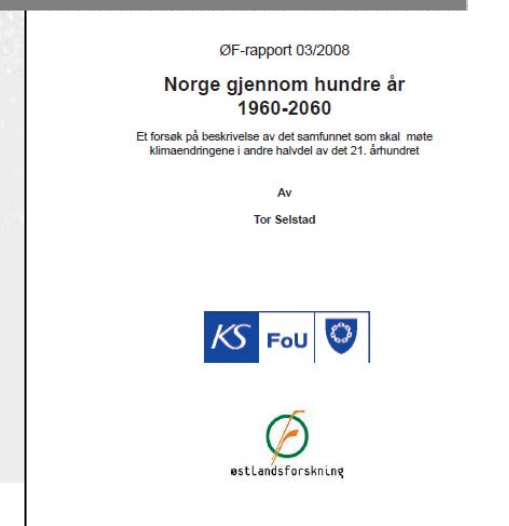 ØF-rapport 03/2008
Norge gjennom hundre år
1960-2060
Et forsøk på beskrivelse av det samfunnet som skal møte
klimaendringene i andre halvdel av det 21. århundret
Av
Tor Selstad
KS FoU
østlandsforskning